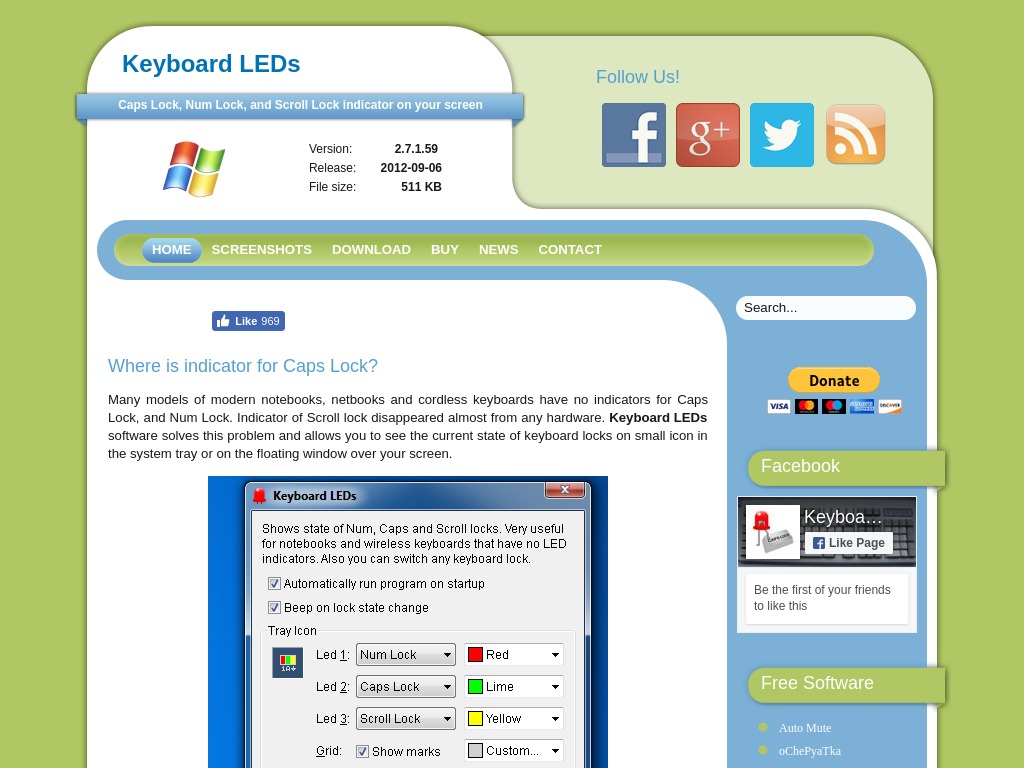 Keyboard LEDs
Caps Lock, Num Lock, and Scroll Lock indicator on your screen
Version: 2.7.1.59
Release: 2012-09-06
File size: 511 KB
Follow Us!
f
g+
HOME SCREENSHOTS DOWNLOAD BUY NEWS CONTACT
Search...
Like 969
Where is indicator for Caps Lock?
Many models of modern notebooks, netbooks and cordless keyboards have no indicators for Caps
Lock, and Num Lock. Indicator of Scroll lock disappeared almost from any hardware. Keyboard LEDs
software solves this problem and allows you to see the current state of keyboard locks on small icon in
the system tray or on the floating window over your screen.
Keyboard LEDs
Shows state of Num, Caps and Scroll locks. Very useful
for notebooks and wireless keyboards that have no LED
indicators. Also you can switch any keyboard lock.
Automatically run program on startup
Beep on lock state change
Tray Icon
Led 1: Num Lock Red
Led 2: Caps Lock Lime
Led 3: Scroll Lock Yellow
Grid: Show marks Custom...
1A
Donate
VISA
DISCOVER
Facebook
Keyboa...
CAPS LOCK
Like Page
Be the first of your friends
to like this
Free Software
Auto Mute
oChePyaTka